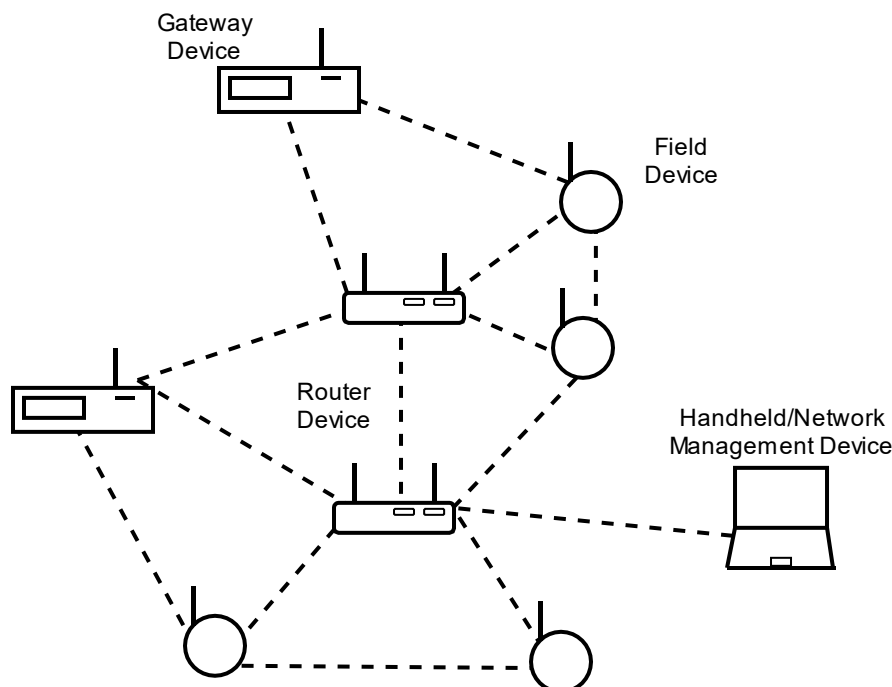 Gateway
Device
Field
Device
Router
Device
Handheld/Network
Management Device